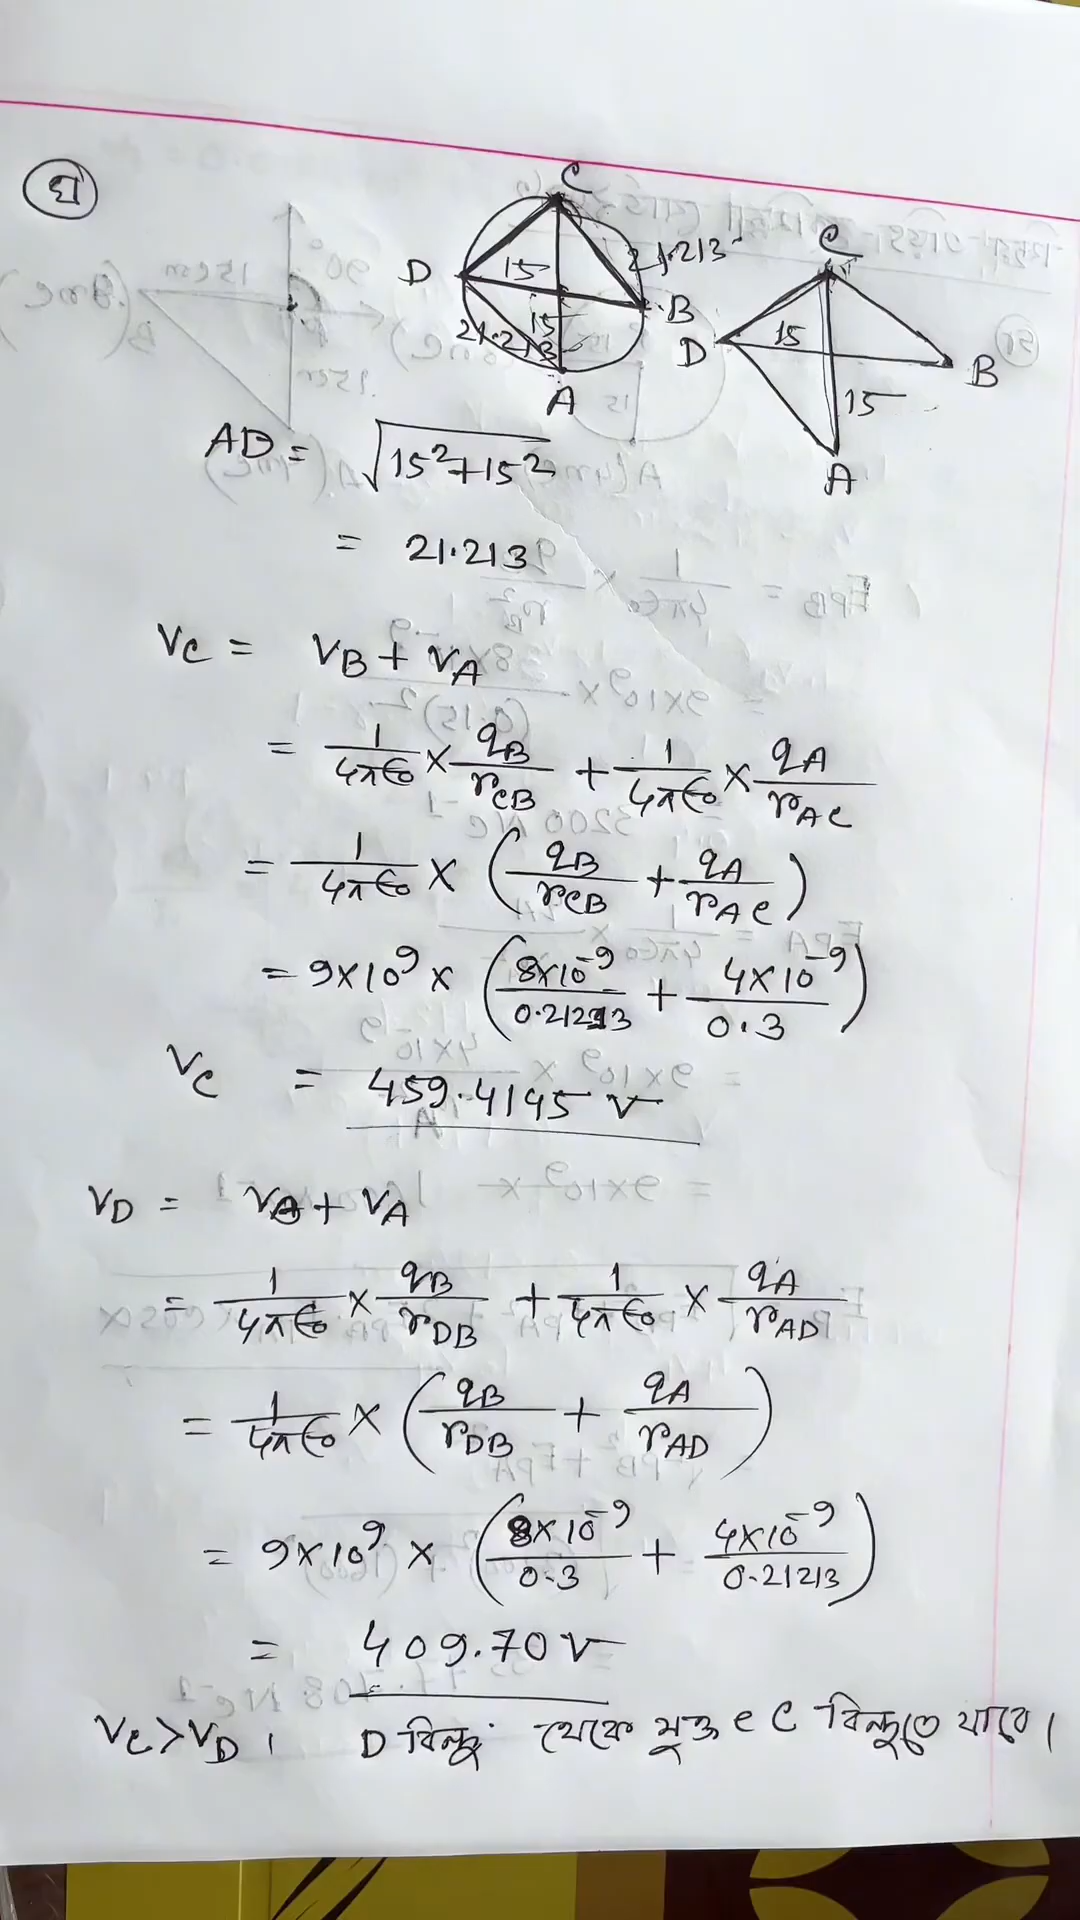 ঘ
C
D 15 21.213
15 B
21.213
A
C
D 15 B
15
A
AD = √15²+15²
= 21.213
VC = VB + VA
= 1/4πϵ₀ × qB/rCB + 1/4πϵ₀ × qA/rAC
= 1/4πϵ₀ × (qB/rCB + qA/rAC)
= 9×10⁹ × (8×10⁻⁹/0.21213 + 4×10⁻⁹/0.3)
VC = 459.4145 V
VD = VB + VA
= 1/4πϵ₀ × qB/rDB + 1/4πϵ₀ × qA/rAD
= 1/4πϵ₀ × (qB/rDB + qA/rAD)
= 9×10⁹ × (8×10⁻⁹/0.3 + 4×10⁻⁹/0.21213)
= 409.70 V
VC > VD । D বিন্দু থেকে মুক্ত e C বিন্দুতে যাবে।